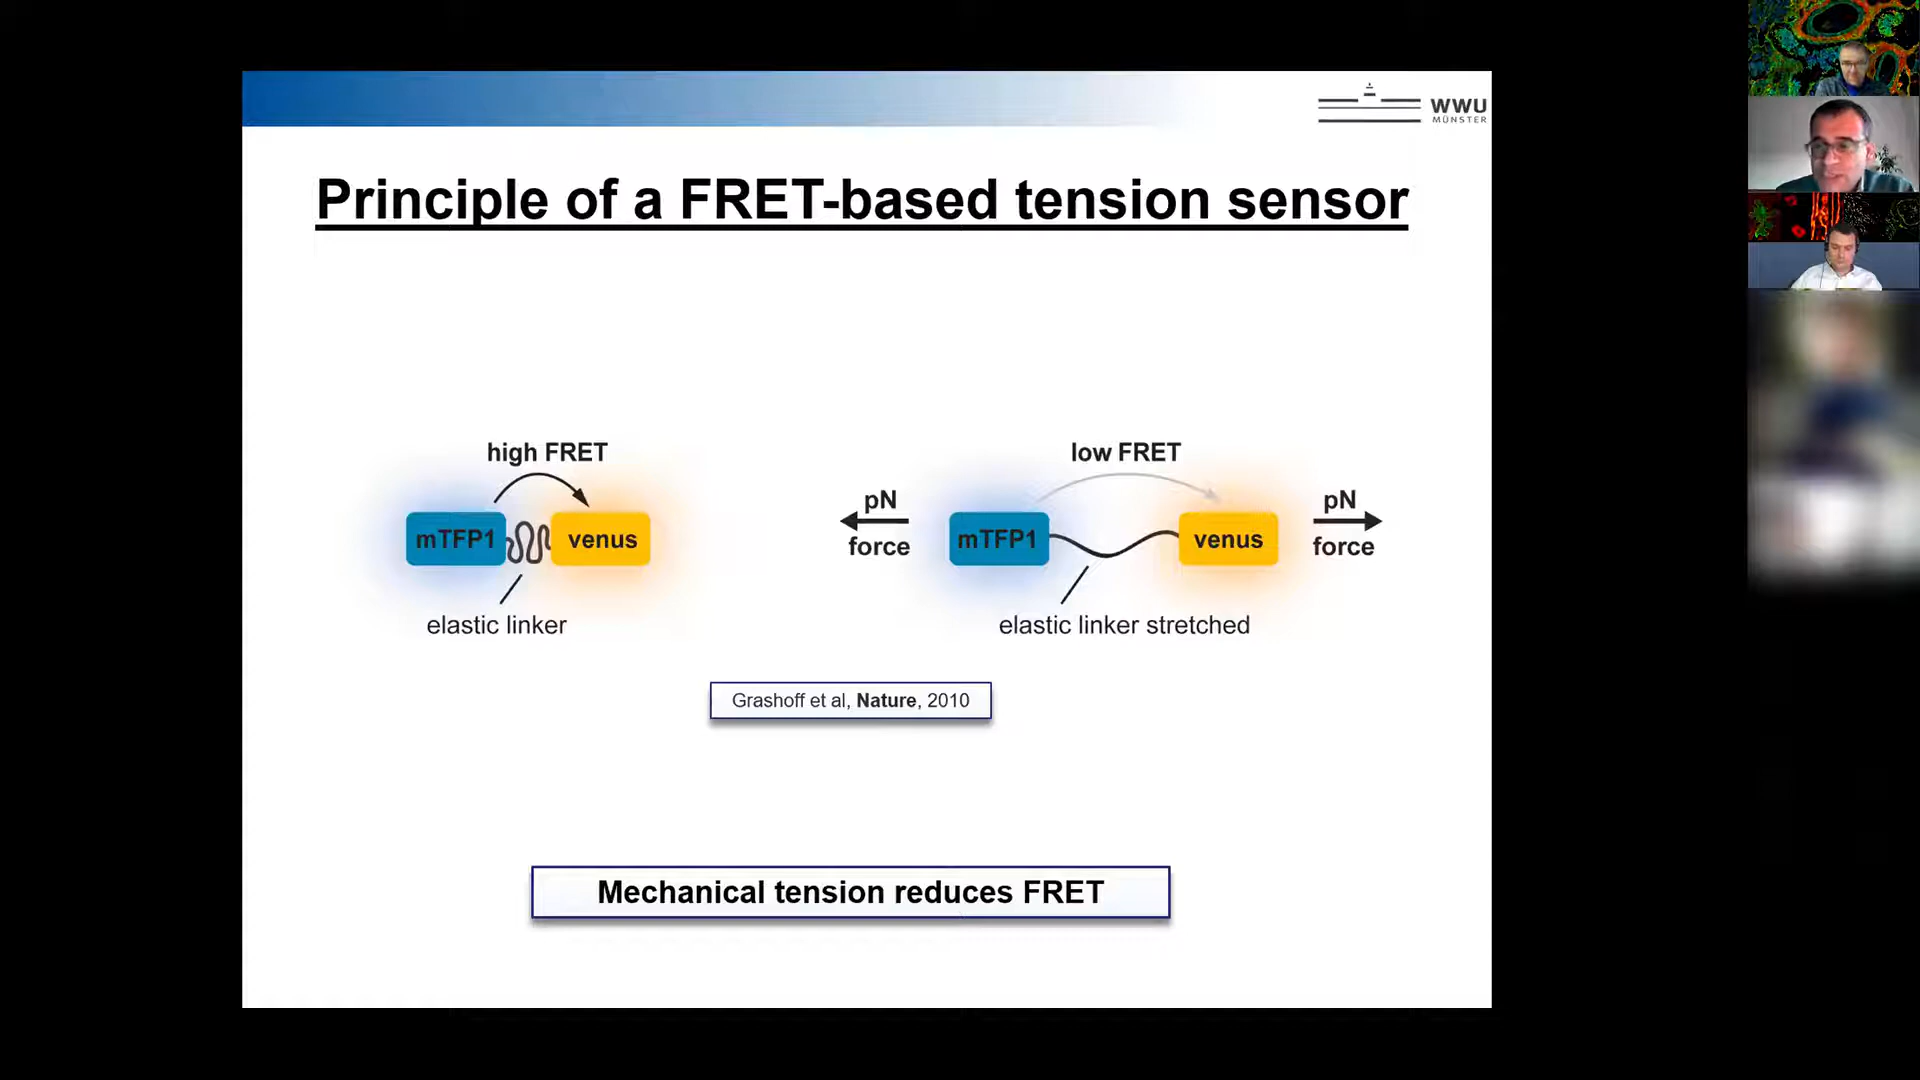 WWU
MÜNSTER
Principle of a FRET-based tension sensor
high FRET
mTFP1
venus
elastic linker
low FRET
pN
force
mTFP1
venus
pN
force
elastic linker stretched
Grashoff et al, Nature, 2010
Mechanical tension reduces FRET